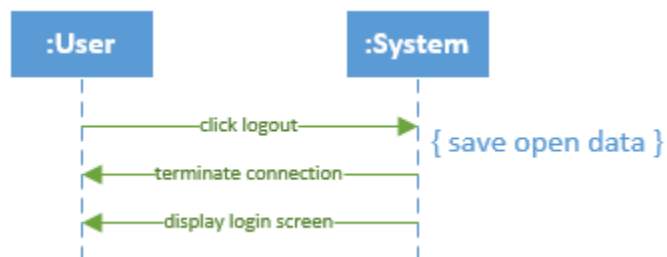 :User
:System
click logout
{ save open data }
terminate connection
display login screen